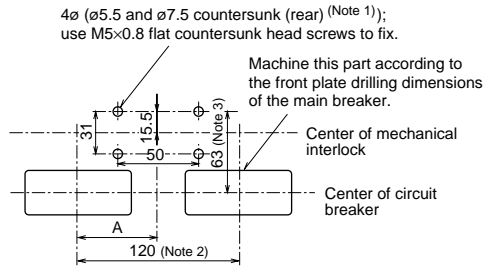 4ø (ø5.5 and ø7.5 countersunk (rear) (Note 1));
use M5×0.8 flat countersunk head screws to fix.
Machine this part according to
the front plate drilling dimensions
of the main breaker.
31
15.5
63 (Note 3)
Center of mechanical
interlock
50
Center of circuit
breaker
A
120 (Note 2)